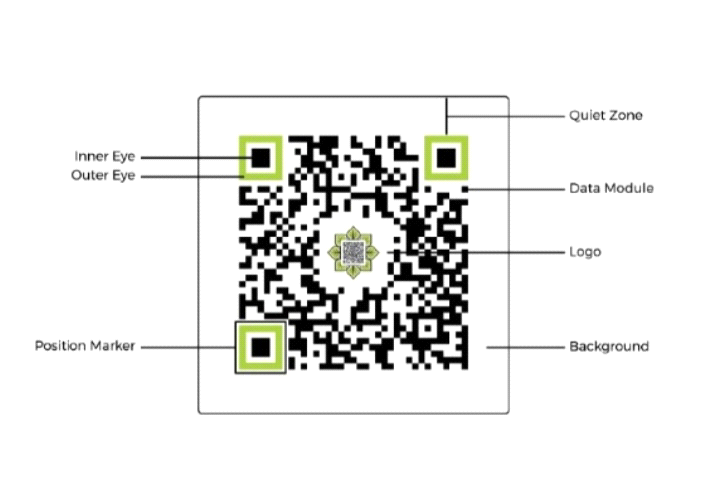 Quiet Zone
Inner Eye
Outer Eye
Data Module
Logo
Position Marker
Background